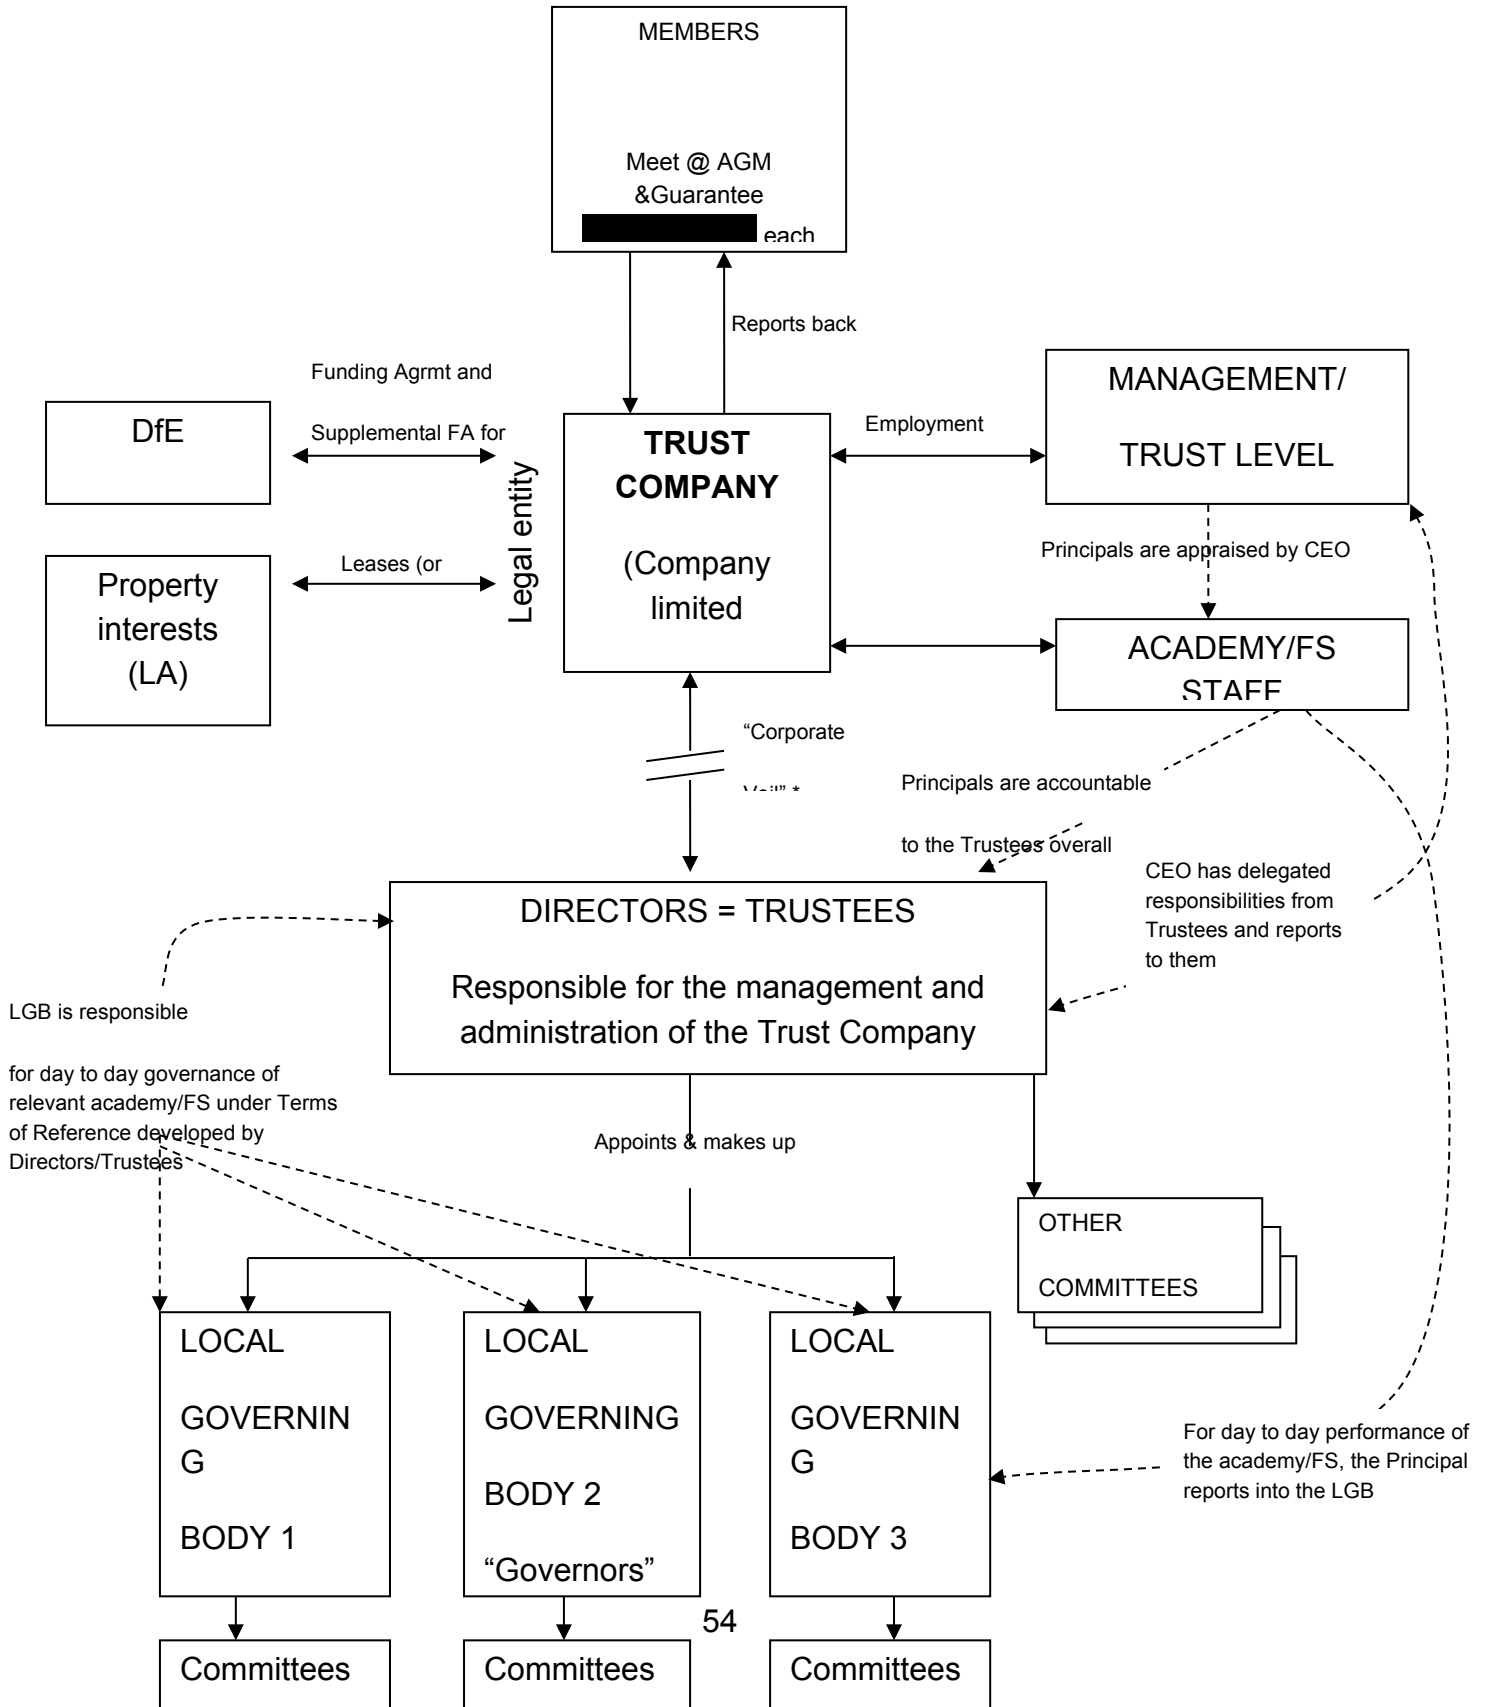 MEMBERS
Meet @ AGM
&Guarantee
each
Reports back
Funding Agrmt and
Supplemental FA for
DfE
Legal entity
TRUST
COMPANY
(Company
limited
Employment
MANAGEMENT/
TRUST LEVEL
Property
interests
(LA)
Leases (or
Principals are appraised by CEO
ACADEMY/FS
STAFF
“Corporate
Veil” *
Principals are accountable
to the Trustees overall
CEO has delegated
responsibilities from
Trustees and reports
to them
DIRECTORS = TRUSTEES
Responsible for the management and
administration of the Trust Company
LGB is responsible
for day to day governance of
relevant academy/FS under Terms
of Reference developed by
Directors/Trustees
Appoints & makes up
OTHER
COMMITTEES
LOCAL
GOVERNIN
G
BODY 1
LOCAL
GOVERNING
BODY 2
“Governors”
LOCAL
GOVERNIN
G
BODY 3
For day to day performance of
the academy/FS, the Principal
reports into the LGB
54
Committees
Committees
Committees